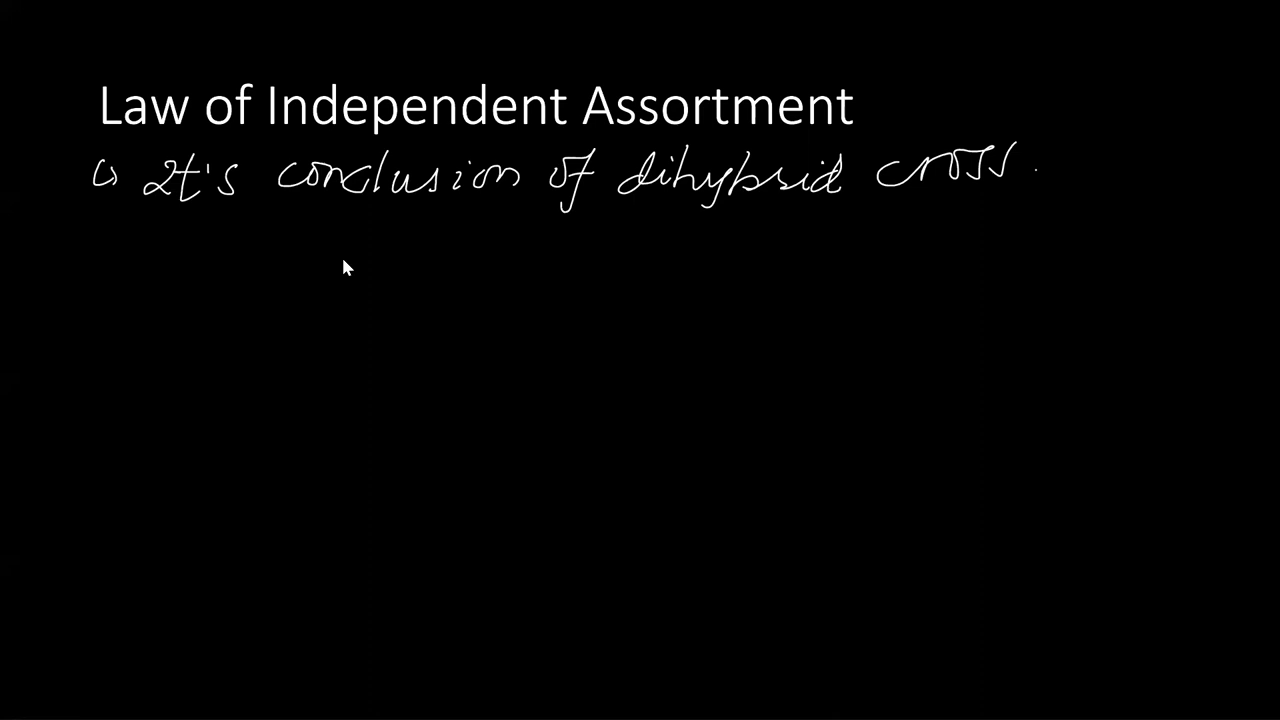 Law of Independent Assortment
It's conclusion of dihybrid cross.